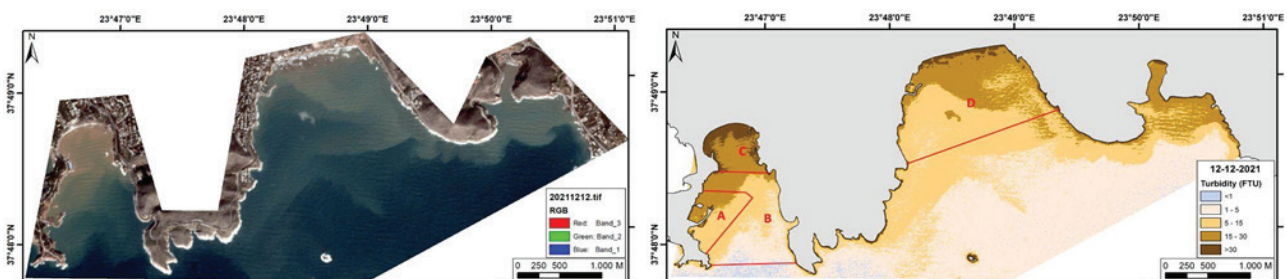 23°47'0"E 23°48'0"E 23°49'0"E 23°50'0"E 23°51'0"E
N
37°49'0"N
37°48'0"N
20211212.tif
RGB
Red: Band_3
Green: Band_2
Blue: Band_1
0 250 500 1.000 M
23°47'0"E 23°48'0"E 23°49'0"E 23°50'0"E 23°51'0"E
N
37°49'0"N
37°48'0"N
D
C
A
B
12-12-2021
Turbidity (FTU)
<1
1 - 5
5 - 15
15 - 30
>30
0 250 500 1.000 M